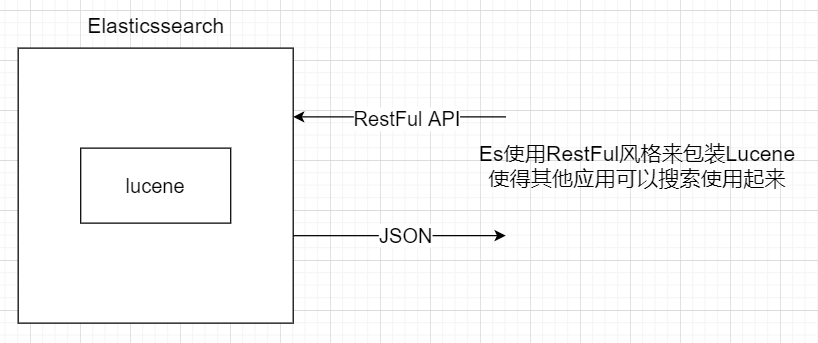 Elasticssearch
RestFul API
lucene
Es使用RestFul风格来包装Lucene
使得其他应用可以搜索使用起来
JSON